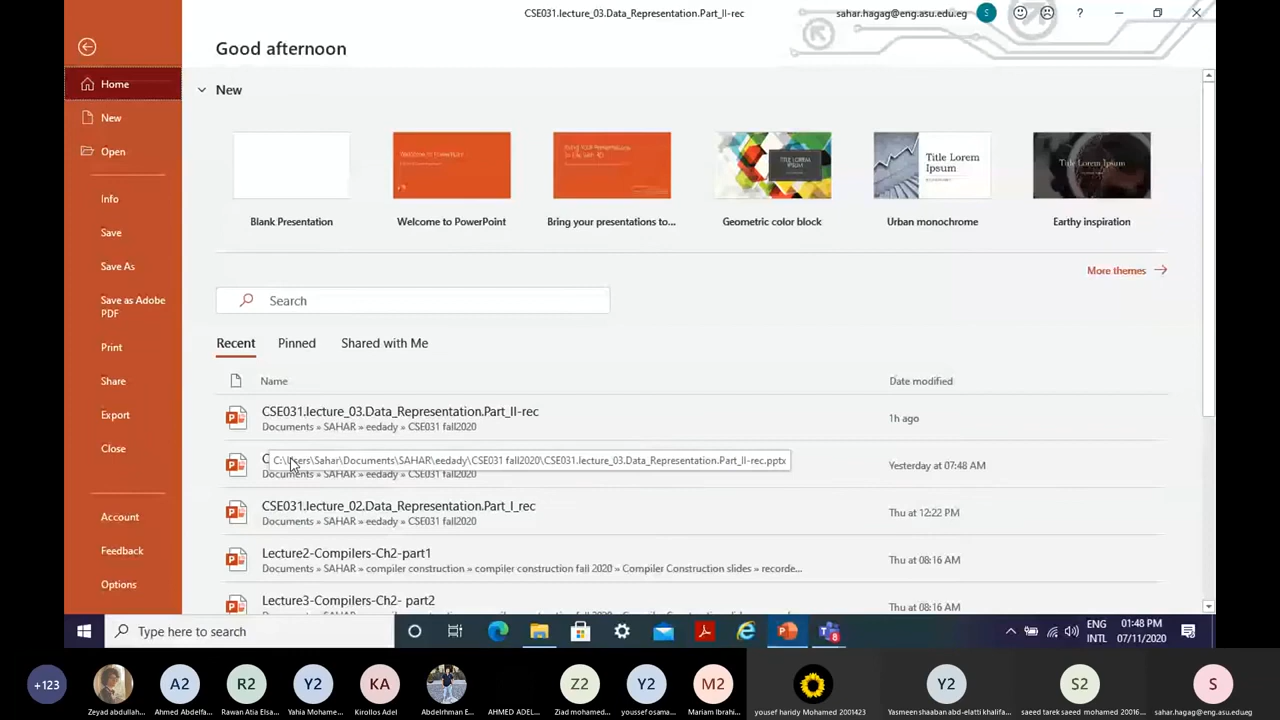 CSE031.lecture_03.Data_Representation.Part_II-rec
sahar.hagag@eng.asu.edu.eg
S
?
Good afternoon
Home
New
New
Open
Info
Save
Save As
Save as Adobe
PDF
Print
Share
Export
Close
Account
Feedback
Options
Welcome to PowerPoint
TITLE LOREM
IPSUM
Title Lorem
Ipsum
Title Lorem Ipsum
Blank Presentation
Welcome to PowerPoint
Bring your presentations to...
Geometric color block
Urban monochrome
Earthy inspiration
More themes
Search
Recent
Pinned
Shared with Me
Name
Date modified
CSE031.lecture_03.Data_Representation.Part_II-rec
Documents » SAHAR » eedady » CSE031 fall2020
1h ago
C:\Users\Sahar\Documents\SAHAR\eedady\CSE031 fall2020\CSE031.lecture_03.Data_Representation.Part_II-rec.pptx
Documents » SAHAR » eedady » CSE031 fall2020
Yesterday at 07:48 AM
CSE031.lecture_02.Data_Representation.Part_I_rec
Documents » SAHAR » eedady » CSE031 fall2020
Thu at 12:22 PM
Lecture2-Compilers-Ch2-part1
Documents » SAHAR » compiler construction » compiler construction fall 2020 » Compiler Construction slides » recorde...
Thu at 08:16 AM
Lecture3-Compilers-Ch2- part2
Thu at 08:16 AM
Type here to search
ENG
INTL
01:48 PM
07/11/2020
+123
A2
R2
Y2
KA
Z2
Y2
M2
Y2
S2
S
Zeyad abdullah...
Ahmed Abdelfa...
Rawan Atia Elsa...
Yahia Mohame...
Kirollos Adel
Abdelrhman E...
AHMED ADEL...
Ziad mohamed...
youssef osama...
Mariam Ibrahi...
yousef haridy Mohamed 2001423
Yasmeen shaaban abd-elatti khalifa...
saeed tarek saeed mohamed 20016...
sahar.hagag@eng.asu.edueg